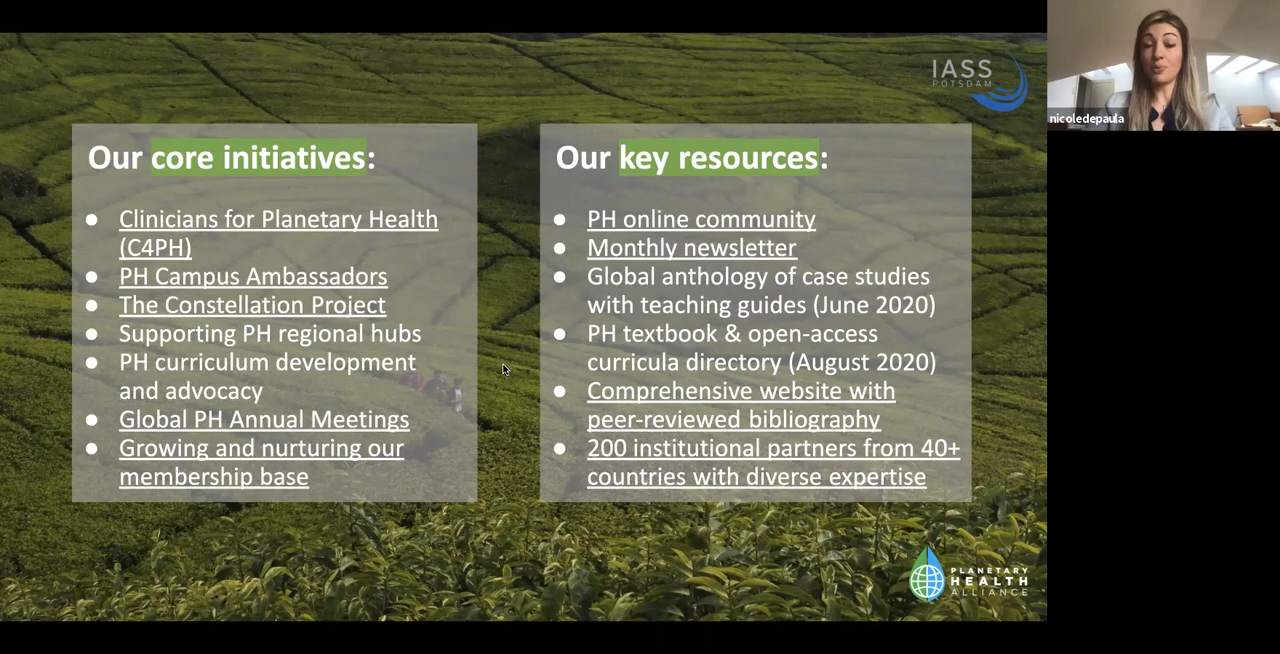 IASS
POTSDAM
nicoledepaula
Our core initiatives:
● Clinicians for Planetary Health
(C4PH)
● PH Campus Ambassadors
● The Constellation Project
● Supporting PH regional hubs
● PH curriculum development
and advocacy
● Global PH Annual Meetings
● Growing and nurturing our
membership base
Our key resources:
● PH online community
● Monthly newsletter
● Global anthology of case studies
with teaching guides (June 2020)
● PH textbook & open-access
curricula directory (August 2020)
● Comprehensive website with
peer-reviewed bibliography
● 200 institutional partners from 40+
countries with diverse expertise
PLANETARY
HEALTH
ALLIANCE